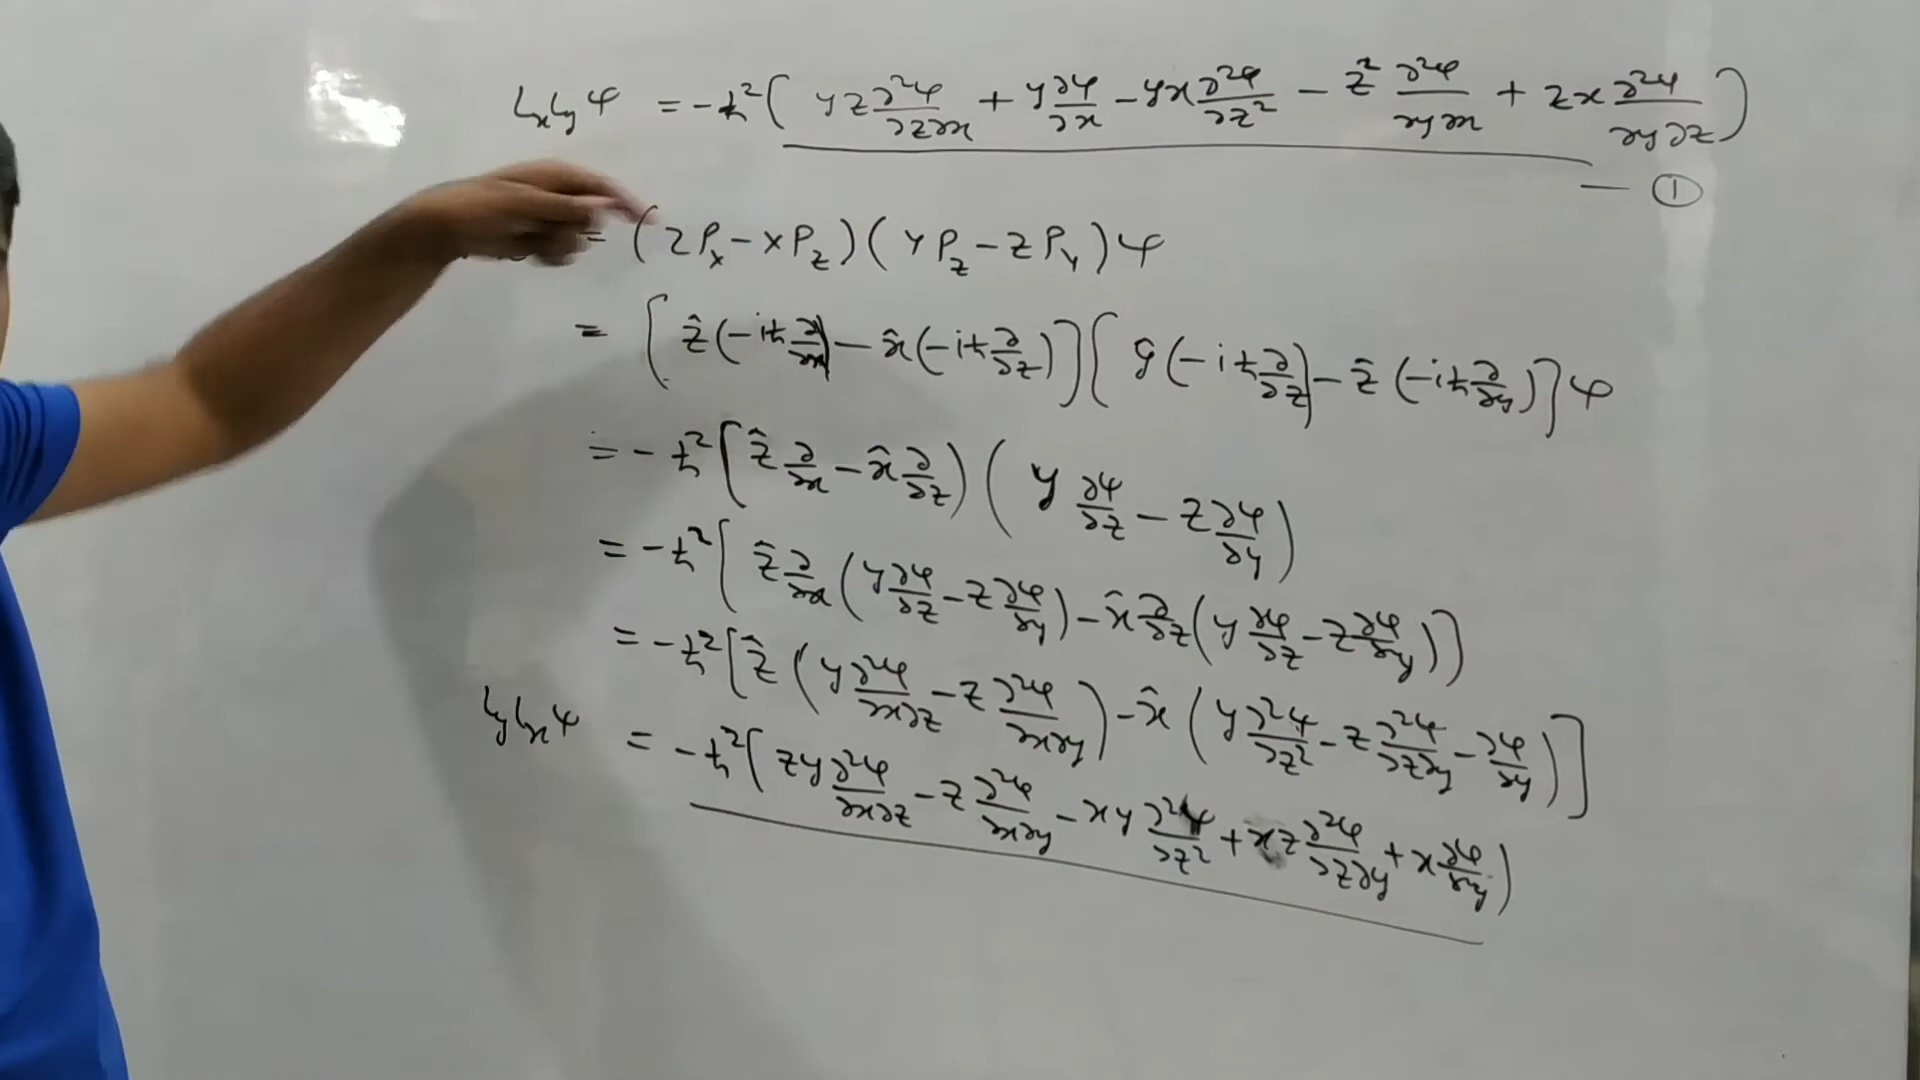 LxLyψ = -ħ²( yz ∂²ψ/∂z∂x + y ∂ψ/∂x - yx ∂²ψ/∂z² - z² ∂²ψ/∂y∂x + zx ∂²ψ/∂y∂z )
— ①
= (zPx - xPz)(yPz - zPy)ψ
= [ẑ(-iħ ∂/∂x) - x̂(-iħ ∂/∂z)][ŷ(-iħ ∂/∂z) - ẑ(-iħ ∂/∂y)]ψ
= -ħ²[ẑ ∂/∂x - x̂ ∂/∂z)(y ∂ψ/∂z - z ∂ψ/∂y)
= -ħ²[ẑ ∂/∂x (y ∂ψ/∂z - z ∂ψ/∂y) - x̂ ∂/∂z (y ∂ψ/∂z - z ∂ψ/∂y)]
= -ħ²[ẑ (y ∂²ψ/∂x∂z - z ∂²ψ/∂x∂y) - x̂ (y ∂²ψ/∂z² - z ∂²ψ/∂z∂y - ∂ψ/∂y)]
LyLxψ = -ħ²( zy ∂²ψ/∂x∂z - z ∂²ψ/∂x∂y - xy ∂²ψ/∂z² + xz ∂²ψ/∂z∂y + x ∂ψ/∂y )